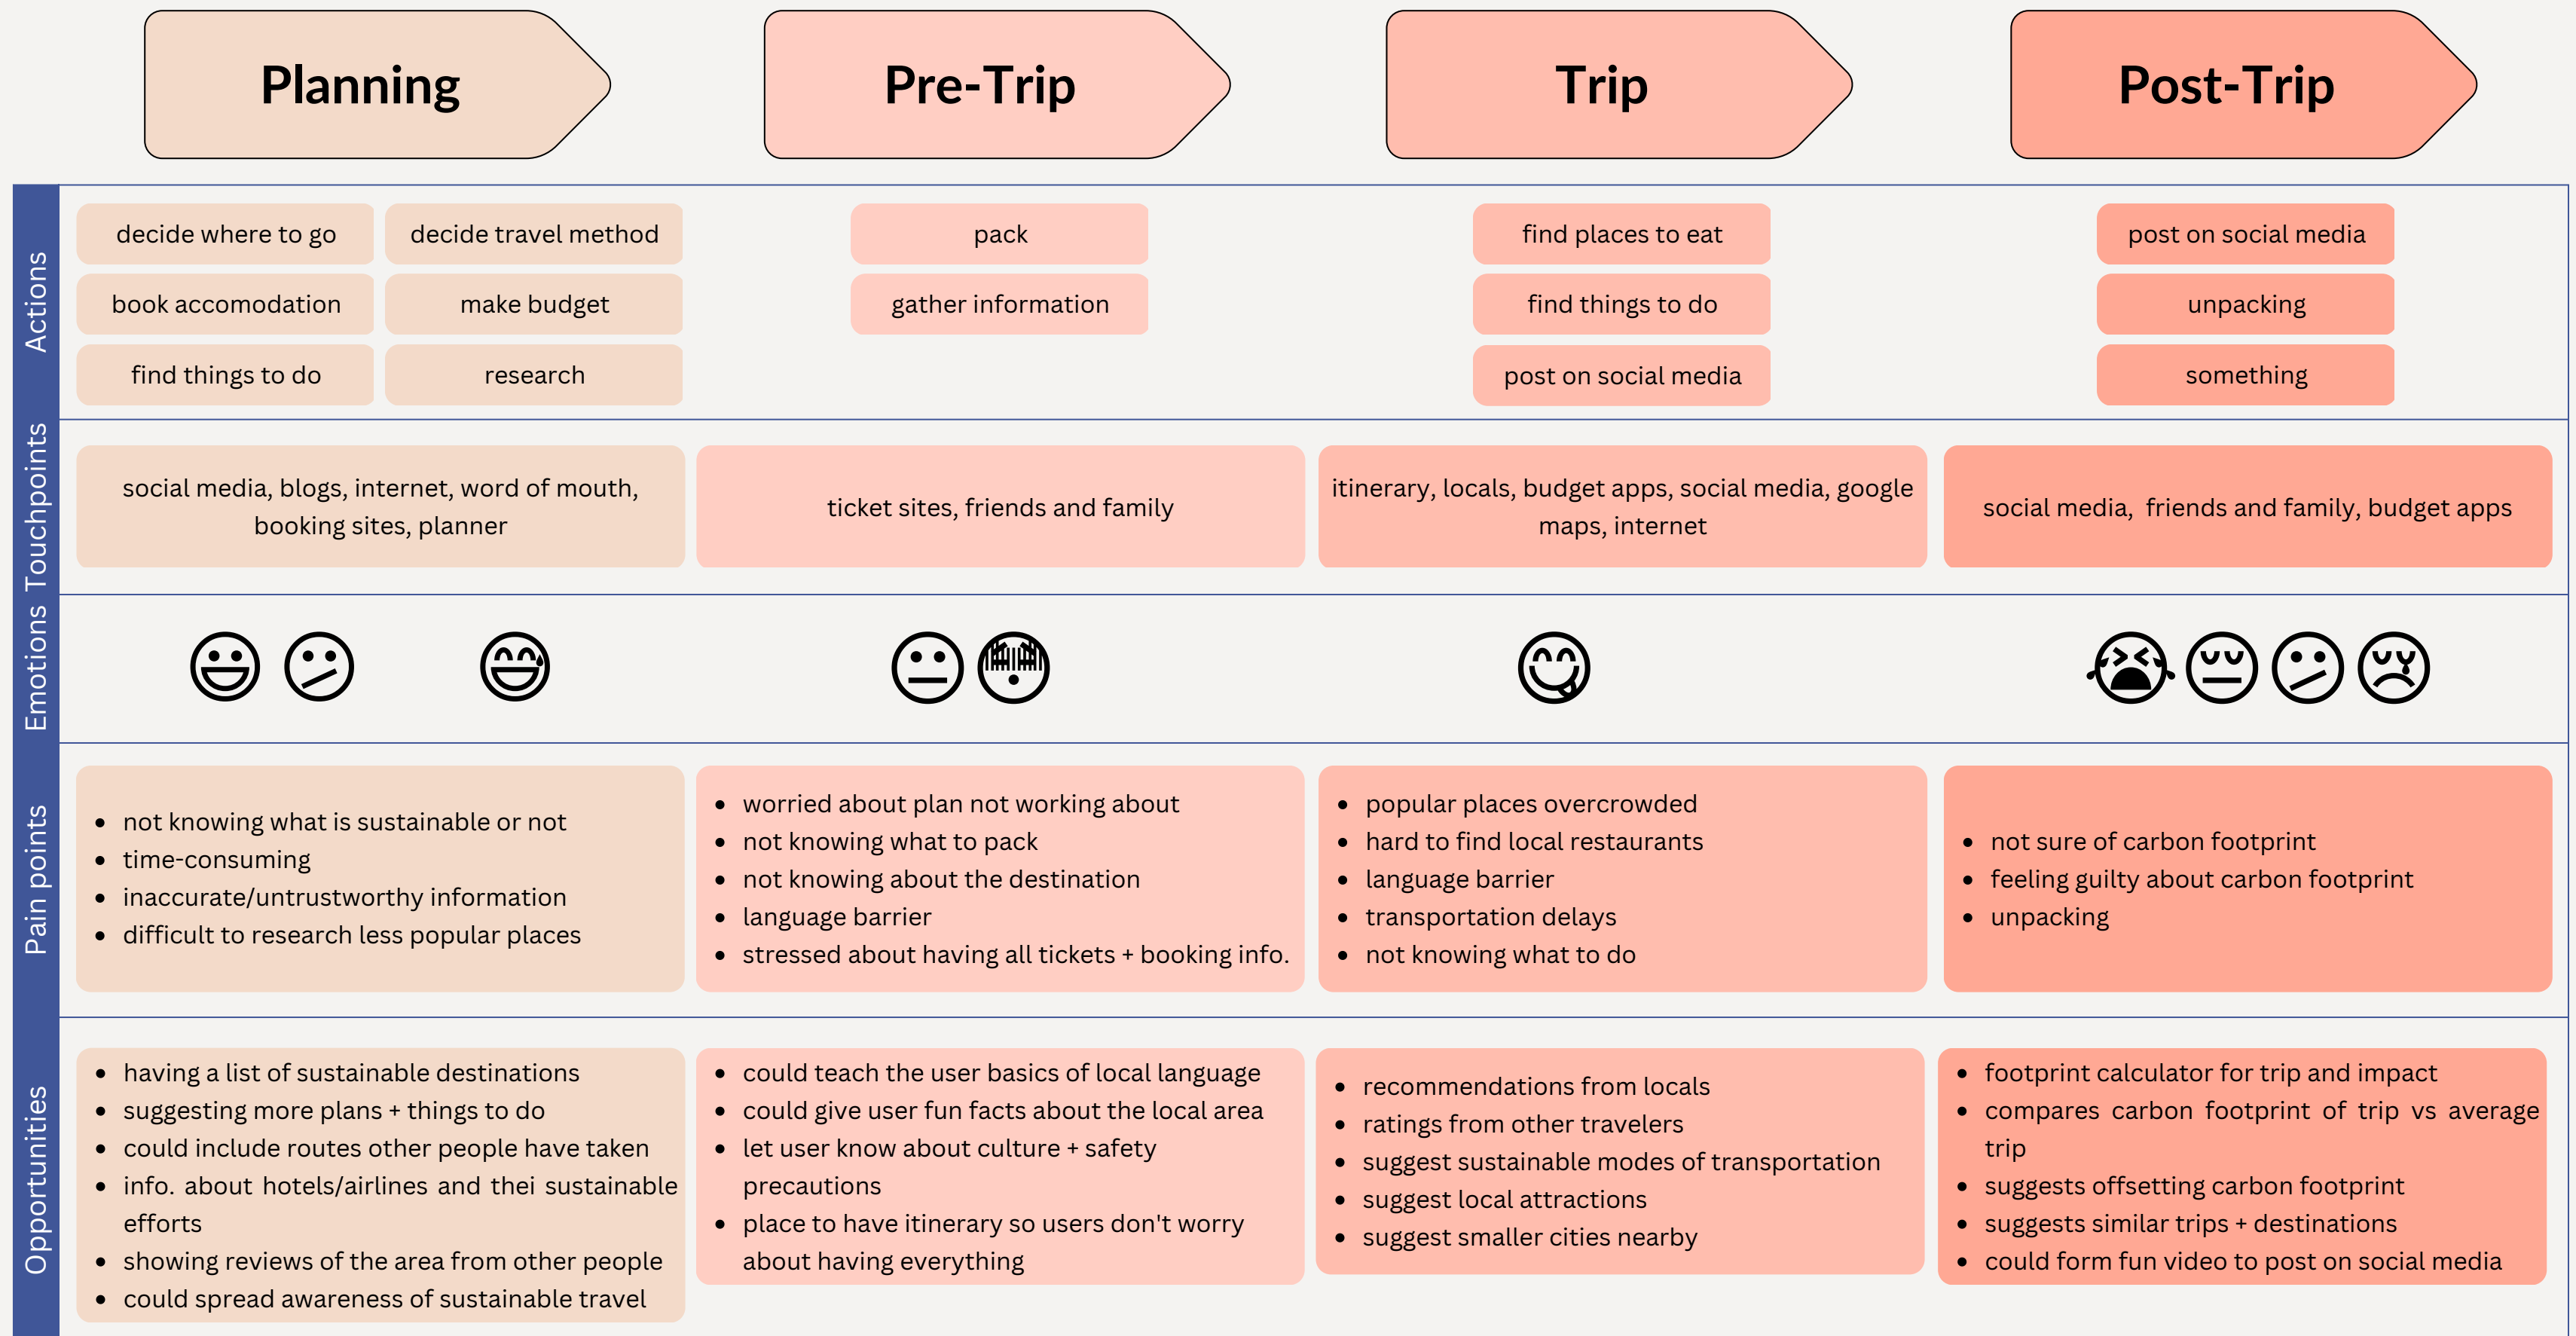 Planning
Pre-Trip
Trip
Post-Trip
Actions
decide where to go
decide travel method
book accomodation
make budget
find things to do
research
pack
gather information
find places to eat
find things to do
post on social media
post on social media
unpacking
something
Touchpoints
social media, blogs, internet, word of mouth,
booking sites, planner
ticket sites, friends and family
itinerary, locals, budget apps, social media, google
maps, internet
social media, friends and family, budget apps
Emotions
Pain points
• not knowing what is sustainable or not
• time-consuming
• inaccurate/untrustworthy information
• difficult to research less popular places
• worried about plan not working about
• not knowing what to pack
• not knowing about the destination
• language barrier
• stressed about having all tickets + booking info.
• popular places overcrowded
• hard to find local restaurants
• language barrier
• transportation delays
• not knowing what to do
• not sure of carbon footprint
• feeling guilty about carbon footprint
• unpacking
Opportunities
• having a list of sustainable destinations
• suggesting more plans + things to do
• could include routes other people have taken
• info. about hotels/airlines and thei sustainable
efforts
• showing reviews of the area from other people
• could spread awareness of sustainable travel
• could teach the user basics of local language
• could give user fun facts about the local area
• let user know about culture + safety
precautions
• place to have itinerary so users don't worry
about having everything
• recommendations from locals
• ratings from other travelers
• suggest sustainable modes of transportation
• suggest local attractions
• suggest smaller cities nearby
• footprint calculator for trip and impact
• compares carbon footprint of trip vs average
trip
• suggests offsetting carbon footprint
• suggests similar trips + destinations
• could form fun video to post on social media